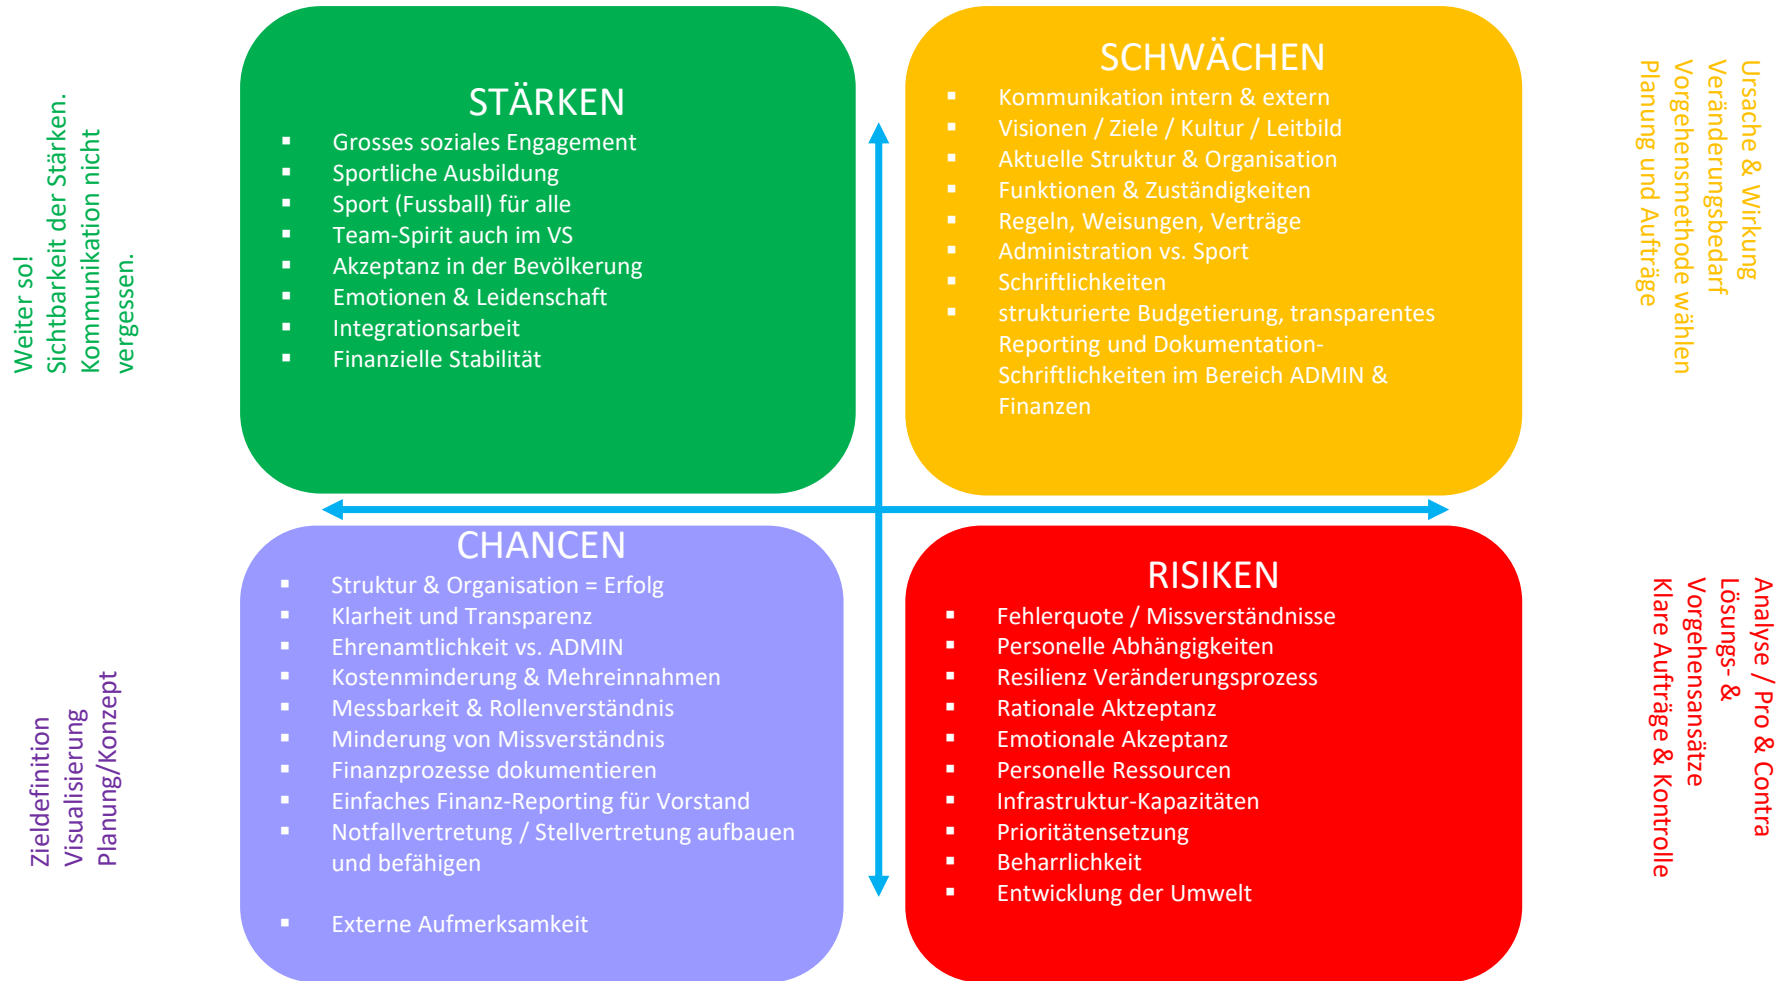 Weiter so!
Sichtbarkeit der Stärken.
Kommunikation nicht
vergessen.
STÄRKEN
▪ Grosses soziales Engagement
▪ Sportliche Ausbildung
▪ Sport (Fussball) für alle
▪ Team-Spirit auch im VS
▪ Akzeptanz in der Bevölkerung
▪ Emotionen & Leidenschaft
▪ Integrationsarbeit
▪ Finanzielle Stabilität
SCHWÄCHEN
▪ Kommunikation intern & extern
▪ Visionen / Ziele / Kultur / Leitbild
▪ Aktuelle Struktur & Organisation
▪ Funktionen & Zuständigkeiten
▪ Regeln, Weisungen, Verträge
▪ Administration vs. Sport
▪ Schriftlichkeiten
▪ strukturierte Budgetierung, transparentes
Reporting und Dokumentation-
Schriftlichkeiten im Bereich ADMIN &
Finanzen
Ursache & Wirkung
Veränderungsbedarf
Vorgehensmethode wählen
Planung und Aufträge
Zieldefinition
Visualisierung
Planung/Konzept
CHANCEN
▪ Struktur & Organisation = Erfolg
▪ Klarheit und Transparenz
▪ Ehrenamtlichkeit vs. ADMIN
▪ Kostenminderung & Mehreinnahmen
▪ Messbarkeit & Rollenverständnis
▪ Minderung von Missverständnis
▪ Finanzprozesse dokumentieren
▪ Einfaches Finanz-Reporting für Vorstand
▪ Notfallvertretung / Stellvertretung aufbauen
und befähigen
▪ Externe Aufmerksamkeit
RISIKEN
▪ Fehlerquote / Missverständnisse
▪ Personelle Abhängigkeiten
▪ Resilienz Veränderungsprozess
▪ Rationale Aktzeptanz
▪ Emotionale Akzeptanz
▪ Personelle Ressourcen
▪ Infrastruktur-Kapazitäten
▪ Prioritätensetzung
▪ Beharrlichkeit
▪ Entwicklung der Umwelt
Analyse / Pro & Contra
Lösungs- &
Vorgehensansätze
Klare Aufträge & Kontrolle